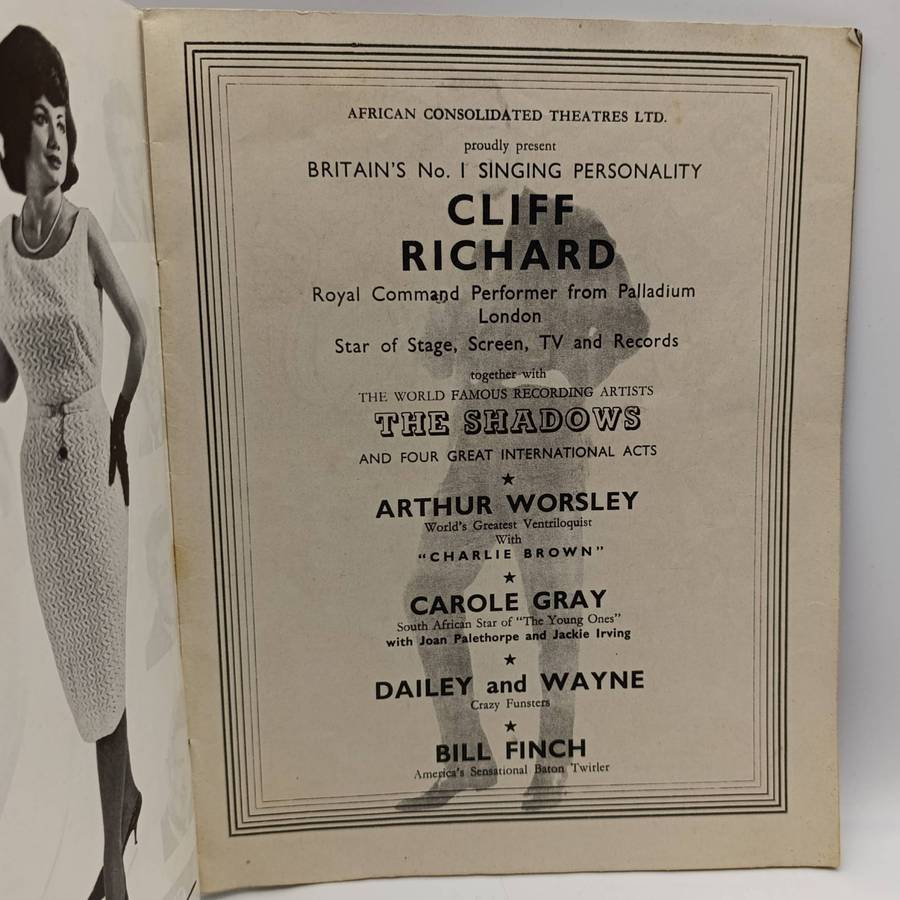 AFRICAN CONSOLIDATED THEATRES LTD.
proudly present
BRITAIN'S No. 1 SINGING PERSONALITY
CLIFF
RICHARD
Royal Command Performer from Palladium
London
Star of Stage, Screen, TV and Records
together with
THE WORLD FAMOUS RECORDING ARTISTS
THE SHADOWS
AND FOUR GREAT INTERNATIONAL ACTS
★
ARTHUR WORSLEY
World's Greatest Ventriloquist
With
"CHARLIE BROWN"
★
CAROLE GRAY
South African Star of "The Young Ones"
with Joan Palethorpe and Jackie Irving
★
DAILEY and WAYNE
Crazy Funsters
★
BILL FINCH
America's Sensational Baton Twirler